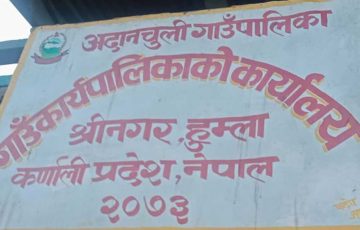 अदानचुली गाउँपालिका
गाउँकार्यपालिकाको कार्यालय
श्रीनगर,हुम्ला
कर्णाली प्रदेश,नेपाल
२०७३